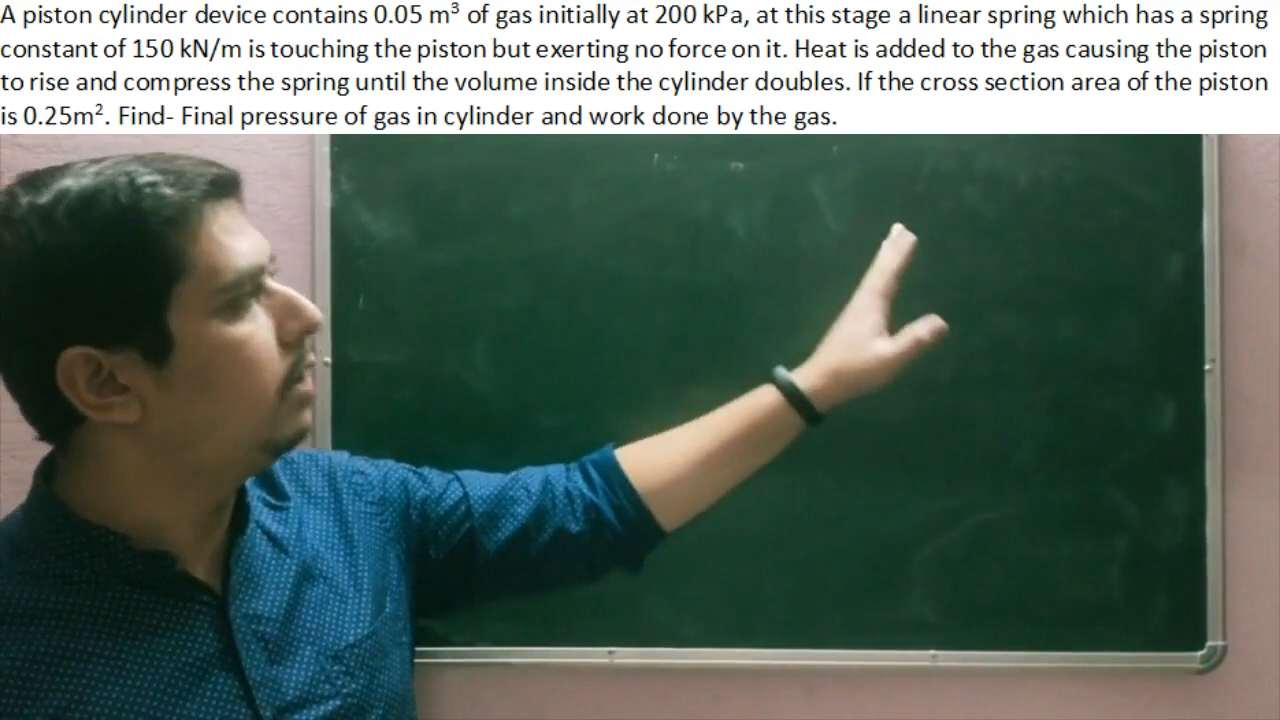 A piston cylinder device contains 0.05 m³ of gas initially at 200 kPa, at this stage a linear spring which has a spring
constant of 150 kN/m is touching the piston but exerting no force on it. Heat is added to the gas causing the piston
to rise and compress the spring until the volume inside the cylinder doubles. If the cross section area of the piston
is 0.25m². Find- Final pressure of gas in cylinder and work done by the gas.